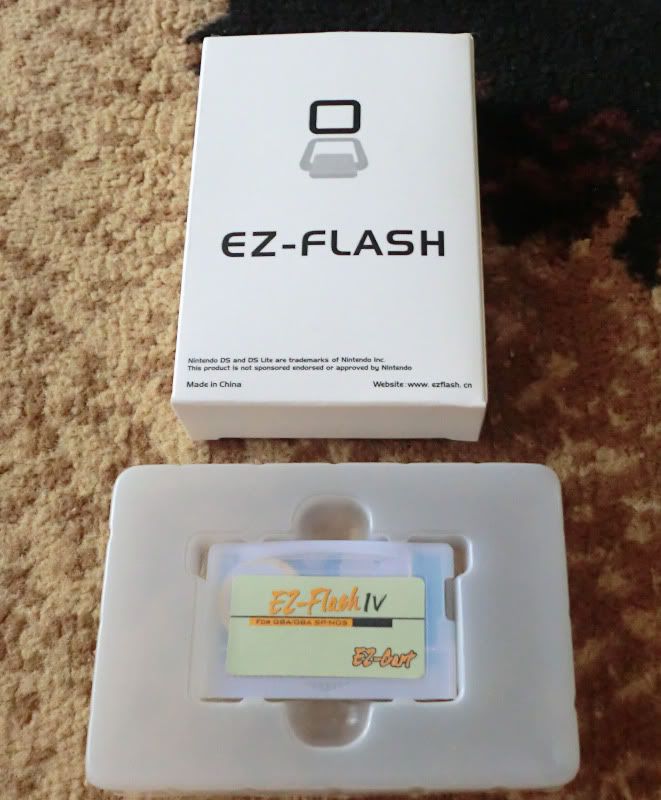 EZ-FLASH
Nintendo DS and DS Lite are trademarks of Nintendo Inc.
This product is not sponsored endorsed or approved by Nintendo
Made in China
Website: www. ezflash. cn
EZ-Flash IV
FOR GBA/GBA SP/NDS
EZ-Cart